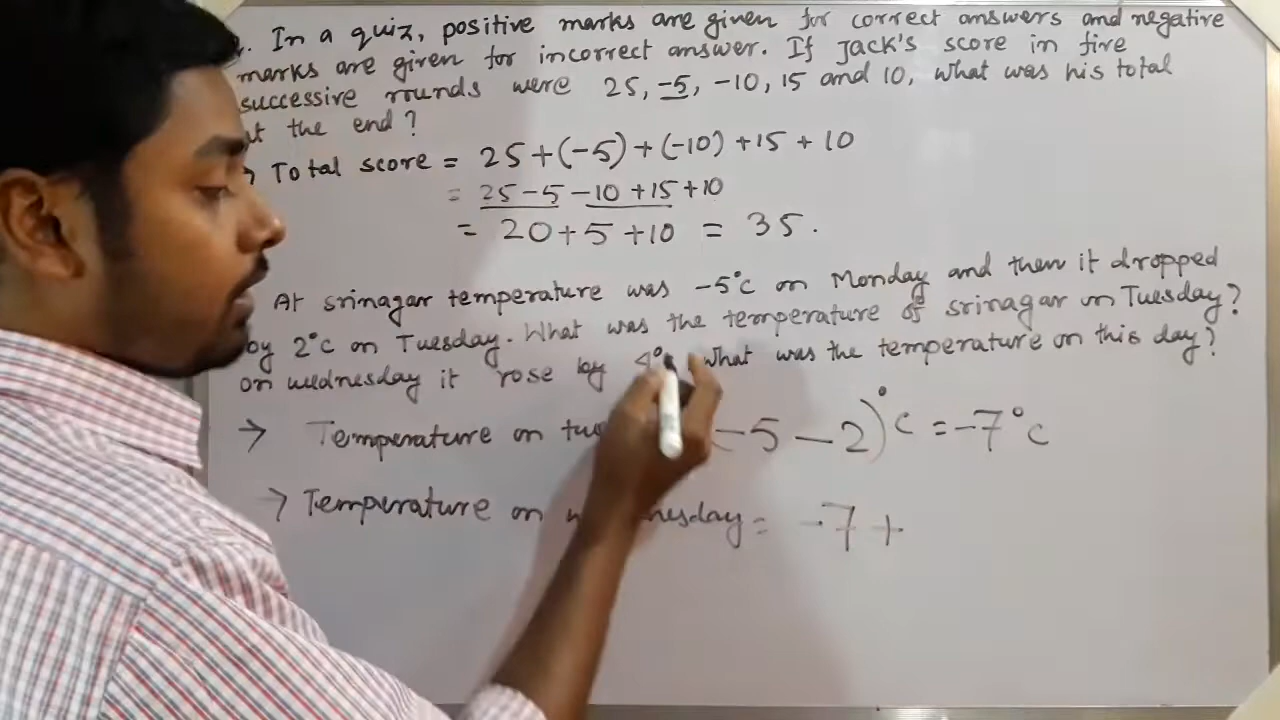 . In a quiz, positive marks are given for correct answers and negative
marks are given for incorrect answer. If Jack's score in five
successive rounds were 25, -5, -10, 15 and 10, what was his total
at the end?
Total score = 25+(-5)+(-10)+15+10
= 25-5-10+15+10
= 20+5+10 = 35.
At srinagar temperature was -5°c on Monday and then it dropped
by 2°c on Tuesday. What was the temperature of srinagar on Tuesday?
on wednesday it rose by 4° What was the temperature on this day?
→ Temperature on -5-2)°c = -7°c
→ Temperature on = -7+